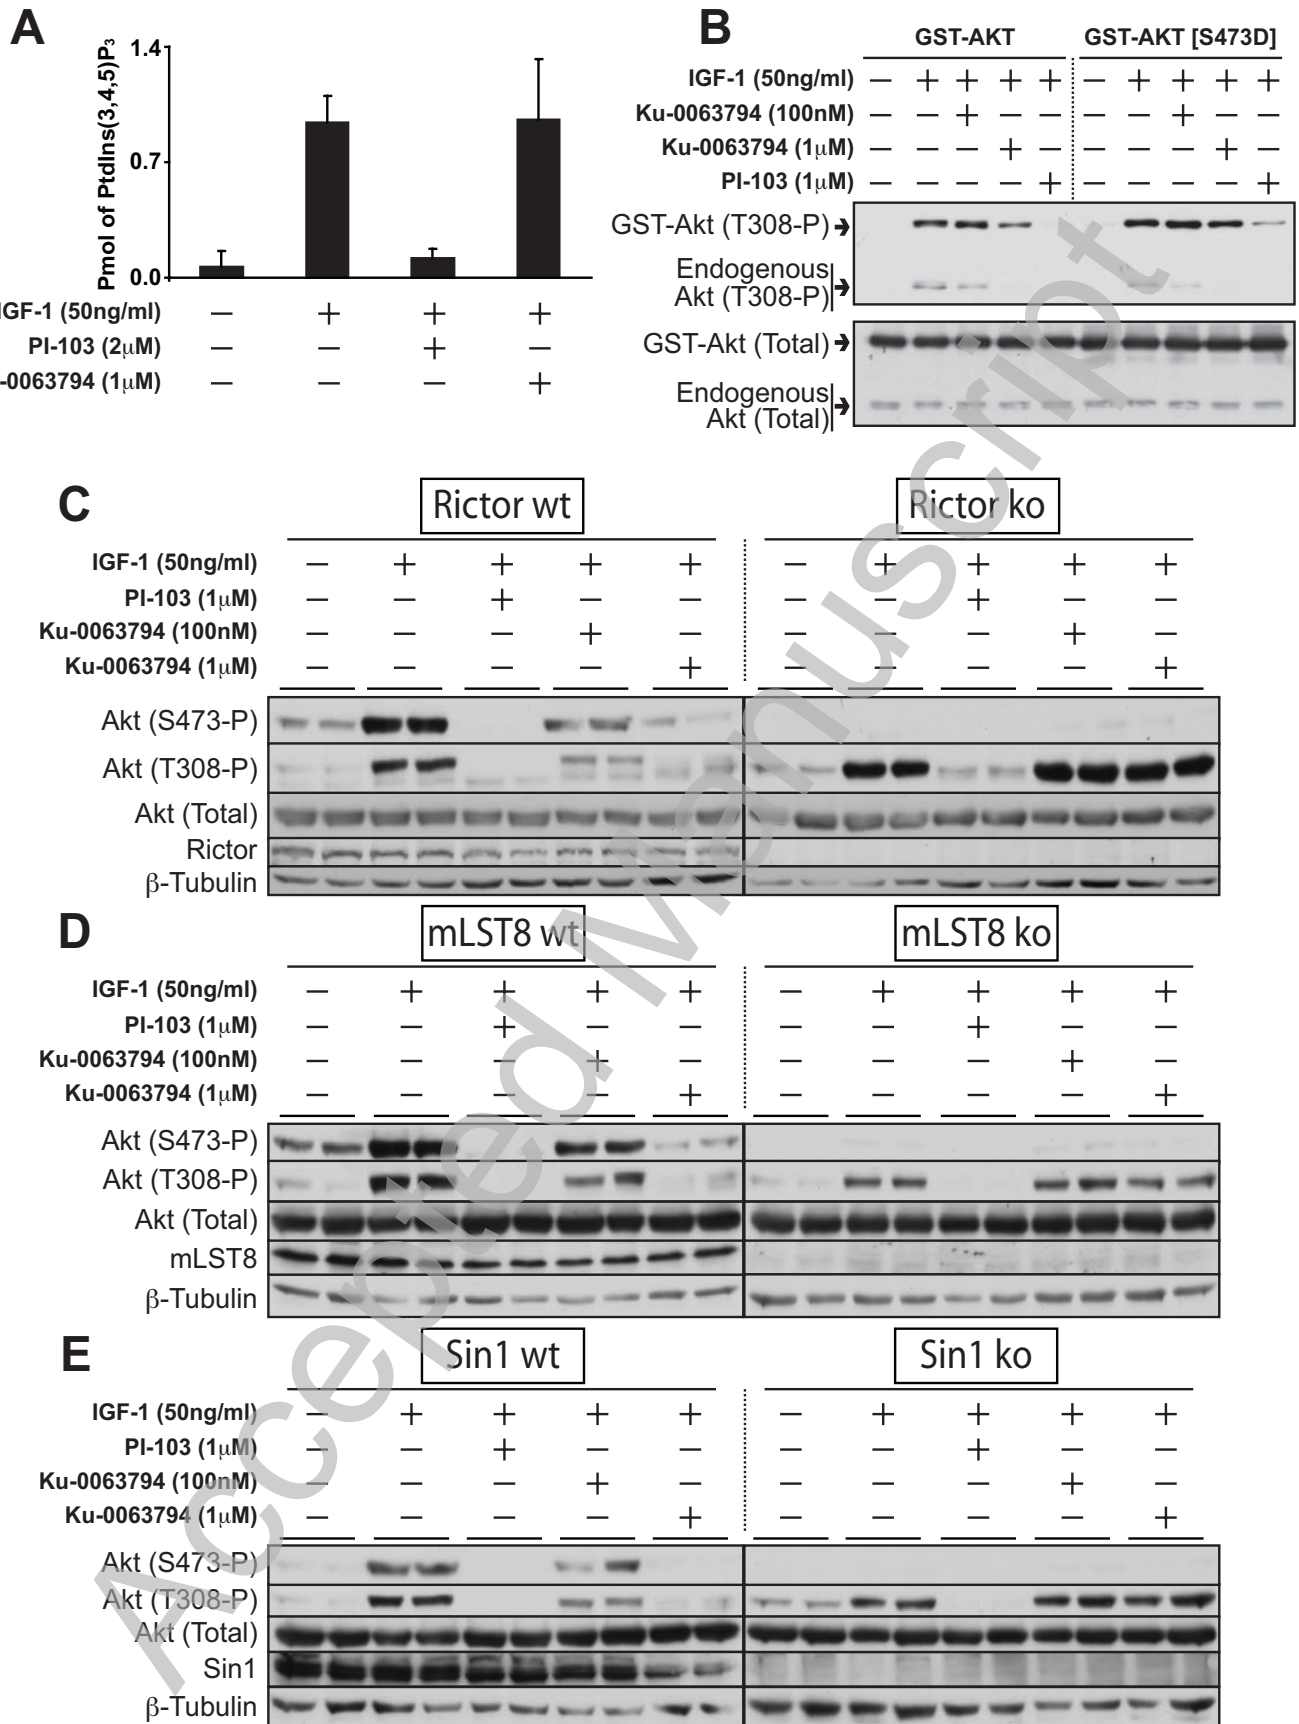 A
Pmol of PtdIns(3,4,5)P3
1.4
0.7
0.0
IGF-1 (50ng/ml) — + + +
PI-103 (2μM) — — + —
-0063794 (1μM) — — — +
B
GST-AKT GST-AKT [S473D]
IGF-1 (50ng/ml) — + + + + — + + + +
Ku-0063794 (100nM) — — + — — — — + — —
Ku-0063794 (1μM) — — — + — — — — + —
PI-103 (1μM) — — — — + — — — — +
GST-Akt (T308-P)
Endogenous
Akt (T308-P)
GST-Akt (Total)
Endogenous
Akt (Total)
C
Rictor wt Rictor ko
IGF-1 (50ng/ml) — + + + + — + + + +
PI-103 (1μM) — — + — — — — + — —
Ku-0063794 (100nM) — — — + — — — — + —
Ku-0063794 (1μM) — — — — + — — — — +
Akt (S473-P)
Akt (T308-P)
Akt (Total)
Rictor
β-Tubulin
D
mLST8 wt mLST8 ko
IGF-1 (50ng/ml) — + + + + — + + + +
PI-103 (1μM) — — + — — — — + — —
Ku-0063794 (100nM) — — — + — — — — + —
Ku-0063794 (1μM) — — — — + — — — — +
Akt (S473-P)
Akt (T308-P)
Akt (Total)
mLST8
β-Tubulin
E
Sin1 wt Sin1 ko
IGF-1 (50ng/ml) — + + + + — + + + +
PI-103 (1μM) — — + — — — — + — —
Ku-0063794 (100nM) — — — + — — — — + —
Ku-0063794 (1μM) — — — — + — — — — +
Akt (S473-P)
Akt (T308-P)
Akt (Total)
Sin1
β-Tubulin
Accepted Manuscript